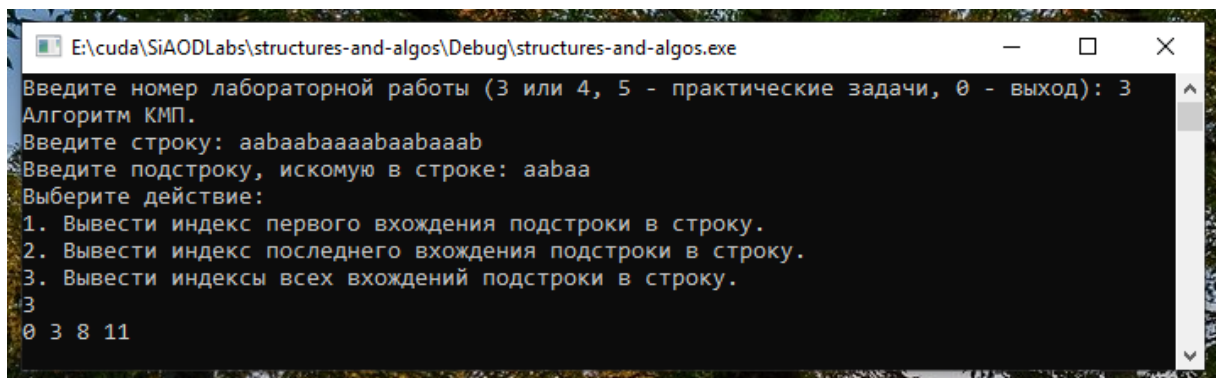 E:\cuda\SiAODLabs\structures-and-algos\Debug\structures-and-algos.exe
Введите номер лабораторной работы (3 или 4, 5 - практические задачи, 0 - выход): 3
Алгоритм КМП.
Введите строку: aabaabaaaabaabaaab
Введите подстроку, искомую в строке: aabaa
Выберите действие:
1. Вывести индекс первого вхождения подстроки в строку.
2. Вывести индекс последнего вхождения подстроки в строку.
3. Вывести индексы всех вхождений подстроки в строку.
3
0 3 8 11